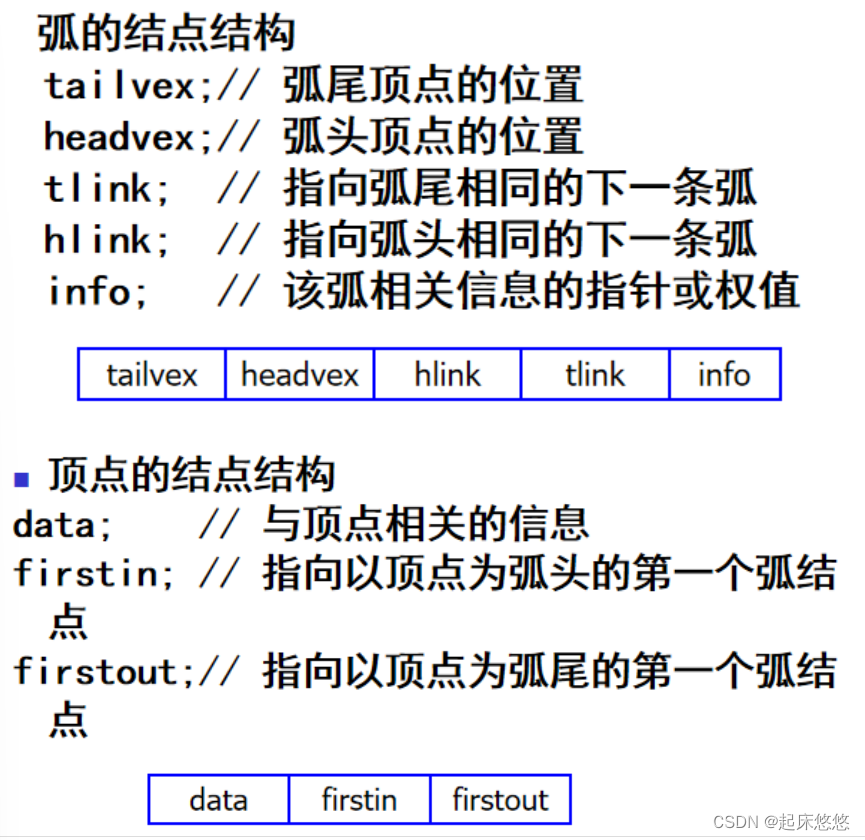 弧的结点结构
tailvex;// 弧尾顶点的位置
headvex;// 弧头顶点的位置
tlink; // 指向弧尾相同的下一条弧
hlink; // 指向弧头相同的下一条弧
info; // 该弧相关信息的指针或权值
tailvex headvex hlink tlink info
■ 顶点的结点结构
data; // 与顶点相关的信息
firstin; // 指向以顶点为弧头的第一个弧结
点
firstout;// 指向以顶点为弧尾的第一个弧结
点
data firstin firstout
CSDN @起床悠悠